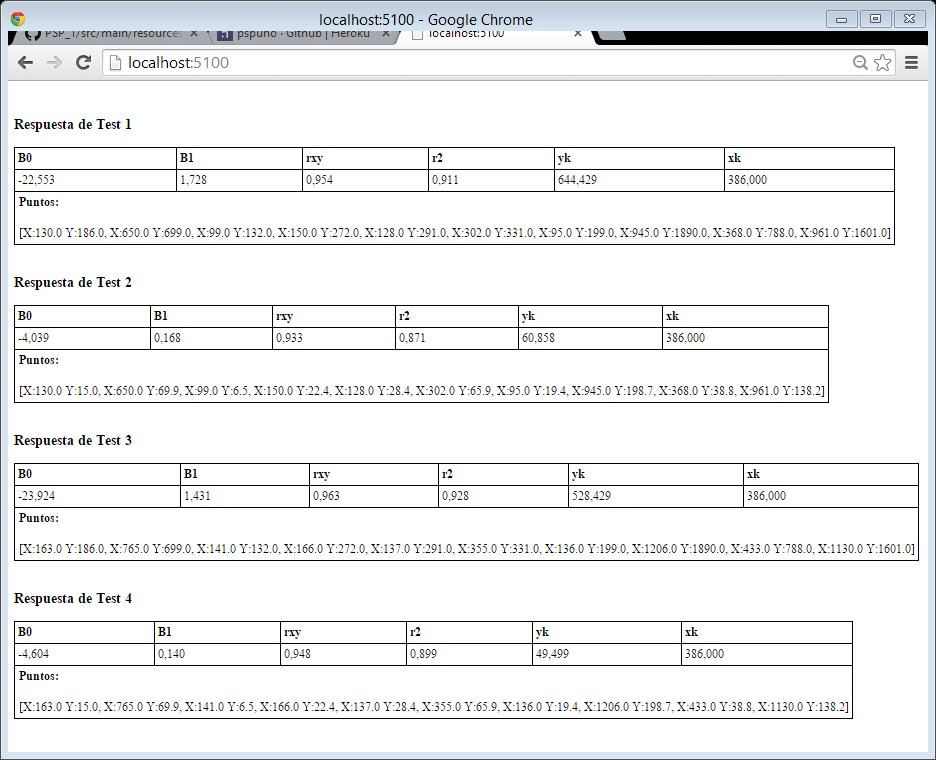 localhost:5100 - Google Chrome
PSP_1/src/main/resources × pspuno · Github | Heroku × localhost:5100 ×
localhost:5100
Respuesta de Test 1
B0 B1 rxy r2 yk xk
-22,553 1,728 0,954 0,911 644,429 386,000
Puntos:
[X:130.0 Y:186.0, X:650.0 Y:699.0, X:99.0 Y:132.0, X:150.0 Y:272.0, X:128.0 Y:291.0, X:302.0 Y:331.0, X:95.0 Y:199.0, X:945.0 Y:1890.0, X:368.0 Y:788.0, X:961.0 Y:1601.0]
Respuesta de Test 2
B0 B1 rxy r2 yk xk
-4,039 0,168 0,933 0,871 60,858 386,000
Puntos:
[X:130.0 Y:15.0, X:650.0 Y:69.9, X:99.0 Y:6.5, X:150.0 Y:22.4, X:128.0 Y:28.4, X:302.0 Y:65.9, X:95.0 Y:19.4, X:945.0 Y:198.7, X:368.0 Y:38.8, X:961.0 Y:138.2]
Respuesta de Test 3
B0 B1 rxy r2 yk xk
-23,924 1,431 0,963 0,928 528,429 386,000
Puntos:
[X:163.0 Y:186.0, X:765.0 Y:699.0, X:141.0 Y:132.0, X:166.0 Y:272.0, X:137.0 Y:291.0, X:355.0 Y:331.0, X:136.0 Y:199.0, X:1206.0 Y:1890.0, X:433.0 Y:788.0, X:1130.0 Y:1601.0]
Respuesta de Test 4
B0 B1 rxy r2 yk xk
-4,604 0,140 0,948 0,899 49,499 386,000
Puntos:
[X:163.0 Y:15.0, X:765.0 Y:69.9, X:141.0 Y:6.5, X:166.0 Y:22.4, X:137.0 Y:28.4, X:355.0 Y:65.9, X:136.0 Y:19.4, X:1206.0 Y:198.7, X:433.0 Y:38.8, X:1130.0 Y:138.2]